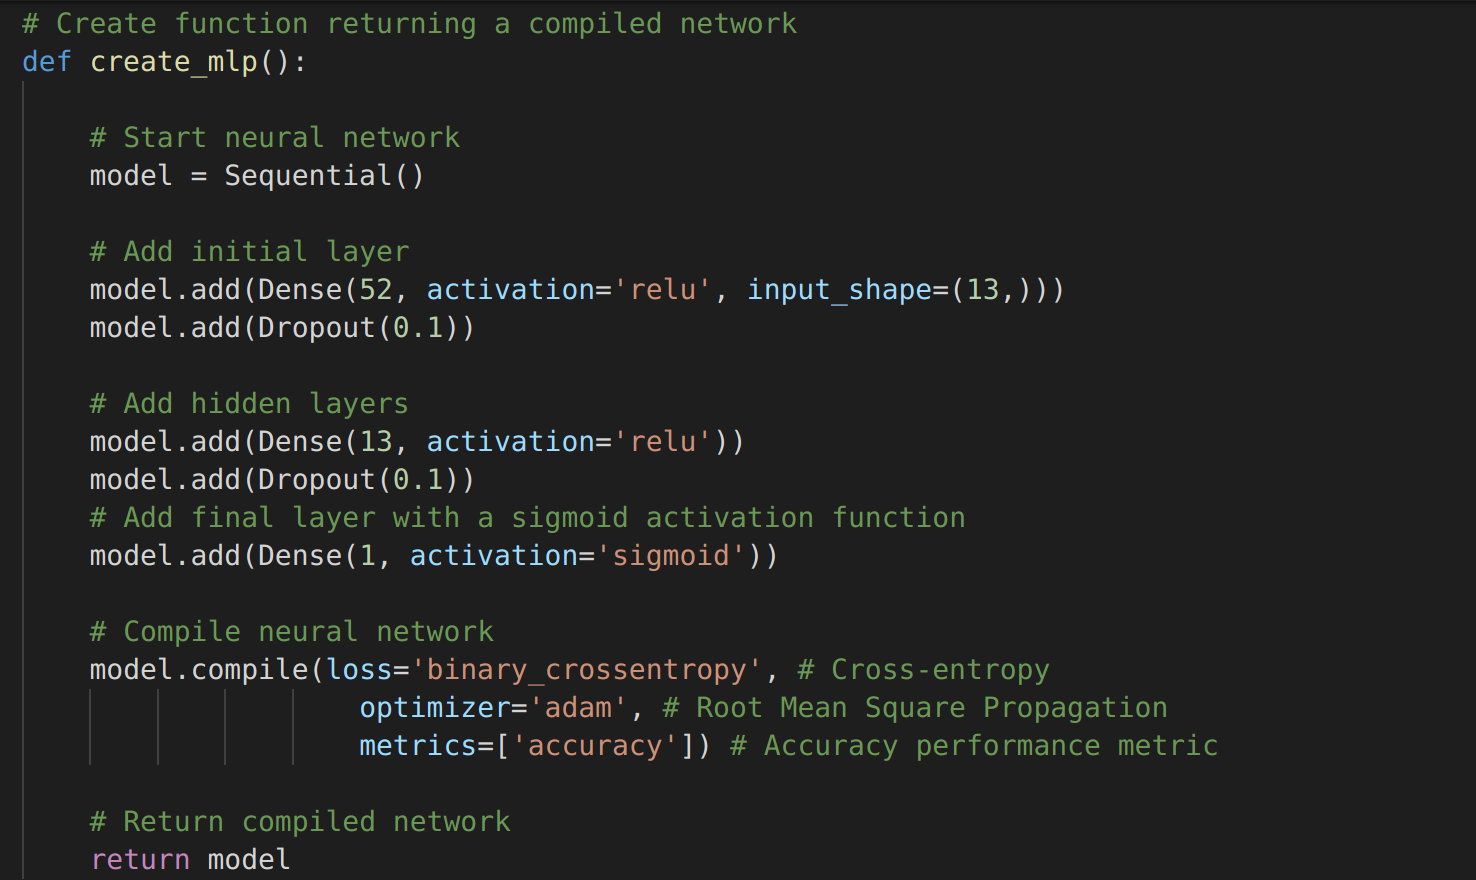 # Create function returning a compiled network
def create_mlp():
# Start neural network
model = Sequential()
# Add initial layer
model.add(Dense(52, activation='relu', input_shape=(13,)))
model.add(Dropout(0.1))
# Add hidden layers
model.add(Dense(13, activation='relu'))
model.add(Dropout(0.1))
# Add final layer with a sigmoid activation function
model.add(Dense(1, activation='sigmoid'))
# Compile neural network
model.compile(loss='binary_crossentropy', # Cross-entropy
optimizer='adam', # Root Mean Square Propagation
metrics=['accuracy']) # Accuracy performance metric
# Return compiled network
return model